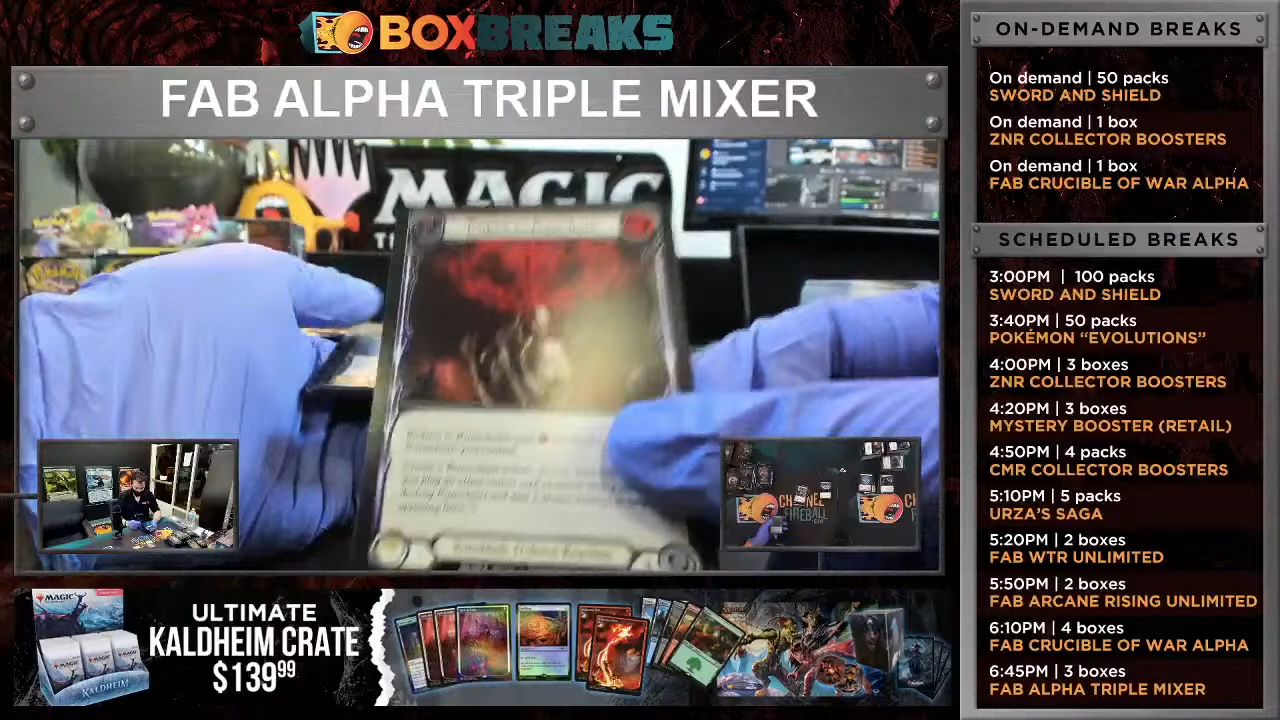 BOXBREAKS
FAB ALPHA TRIPLE MIXER
MAGIC
CHANNEL
FIREBALL
MAGIC
KALDHEIM
ULTIMATE
KALDHEIM CRATE
$139⁹⁹
ON-DEMAND BREAKS
On demand | 50 packs
SWORD AND SHIELD
On demand | 1 box
ZNR COLLECTOR BOOSTERS
On demand | 1 box
FAB CRUCIBLE OF WAR ALPHA
SCHEDULED BREAKS
3:00PM | 100 packs
SWORD AND SHIELD
3:40PM | 50 packs
POKÉMON “EVOLUTIONS”
4:00PM | 3 boxes
ZNR COLLECTOR BOOSTERS
4:20PM | 3 boxes
MYSTERY BOOSTER (RETAIL)
4:50PM | 4 packs
CMR COLLECTOR BOOSTERS
5:10PM | 5 packs
URZA’S SAGA
5:20PM | 2 boxes
FAB WTR UNLIMITED
5:50PM | 2 boxes
FAB ARCANE RISING UNLIMITED
6:10PM | 4 boxes
FAB CRUCIBLE OF WAR ALPHA
6:45PM | 3 boxes
FAB ALPHA TRIPLE MIXER